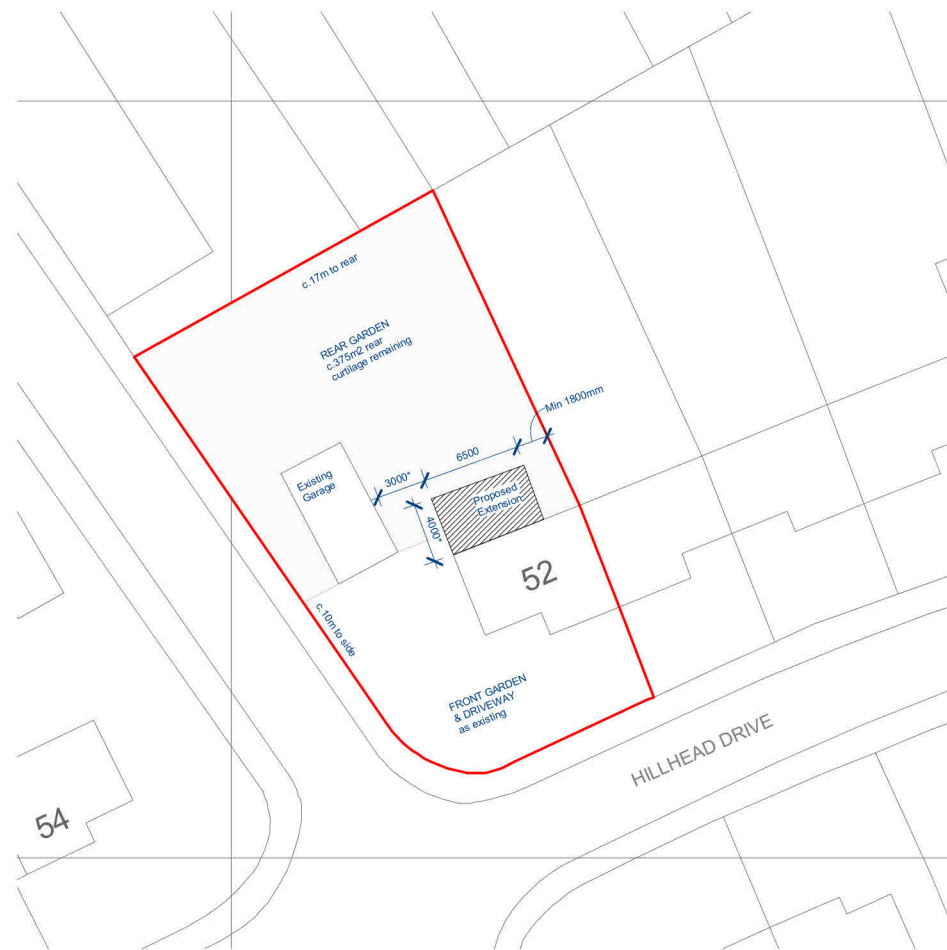 c.17m to rear
REAR GARDEN
c.375m2 rear
curtilage remaining
Min 1800mm
6500
3000*
Existing
Garage
Proposed
Extension
4000*
52
c.10m to side
FRONT GARDEN
& DRIVEWAY
as existing
HILLHEAD DRIVE
54